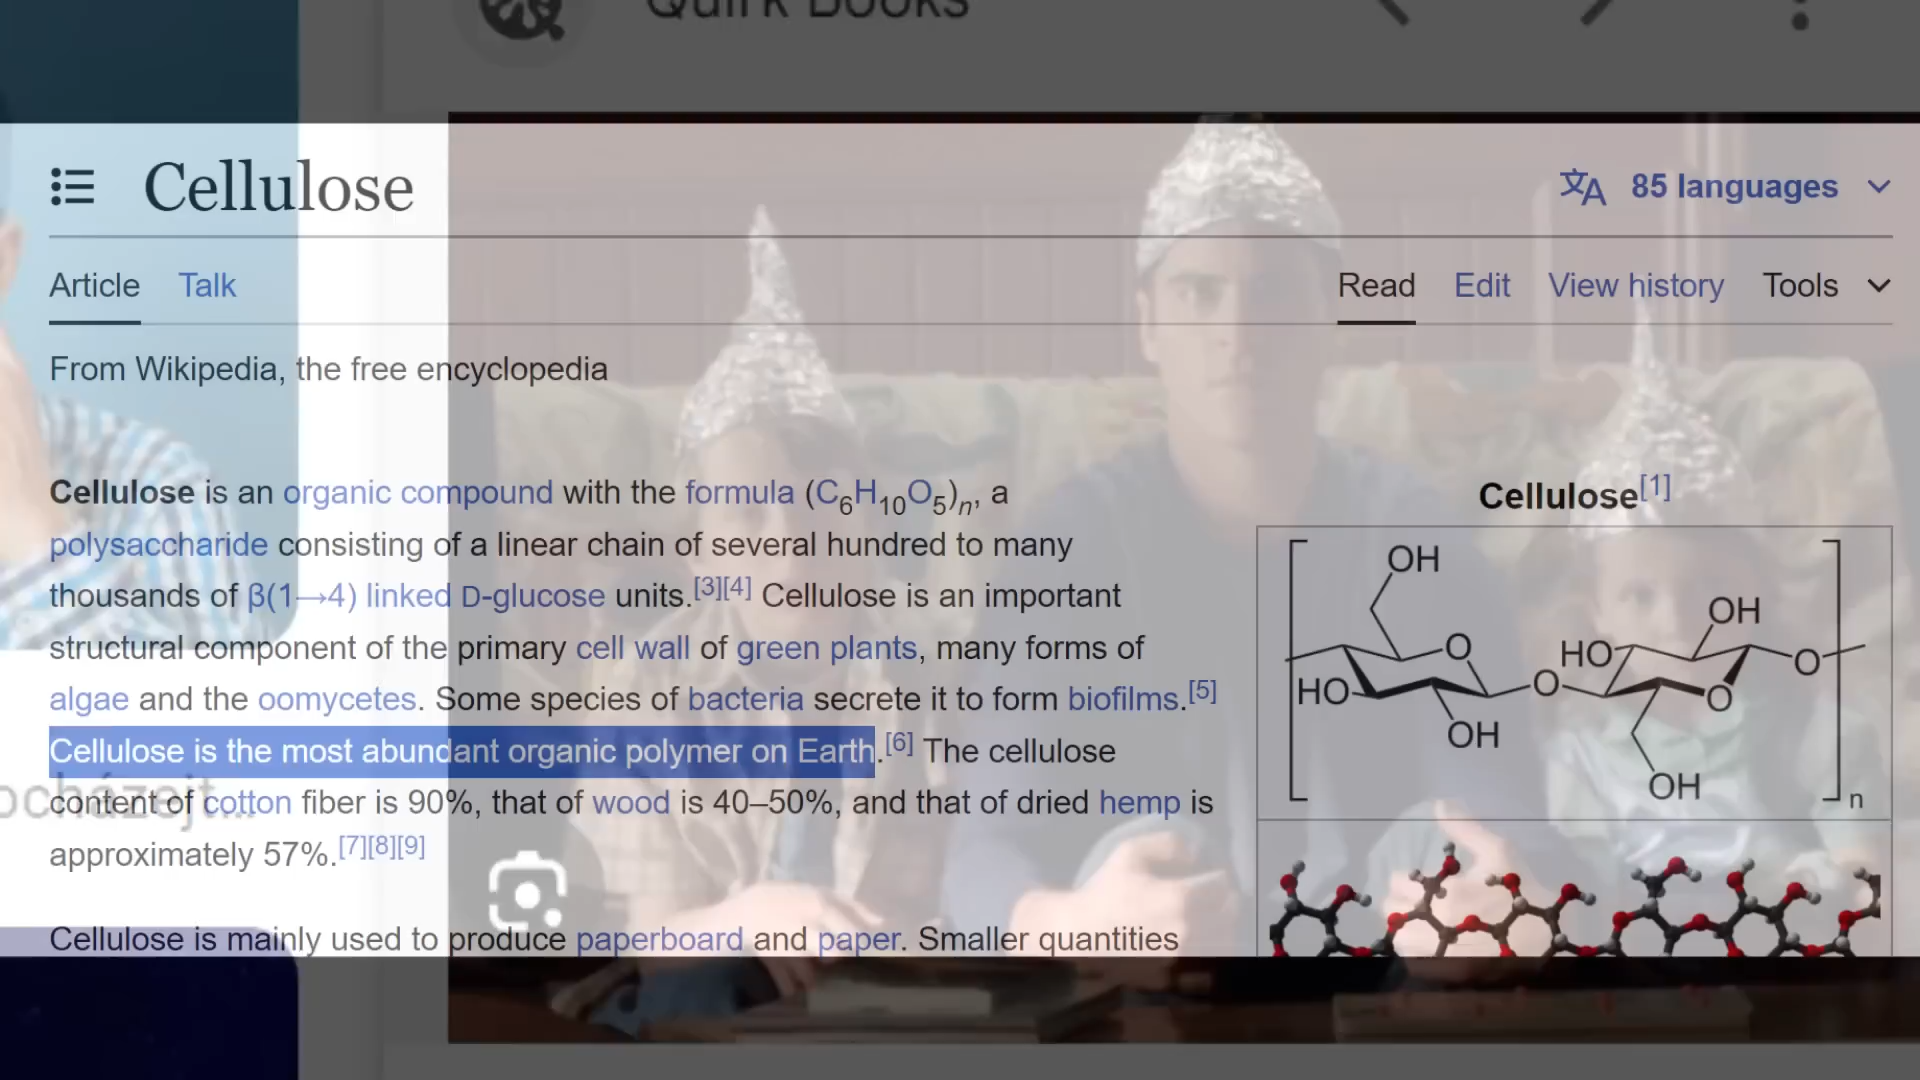 Quirk Books
Cellulose
85 languages
Article Talk
Read Edit View history Tools
From Wikipedia, the free encyclopedia
Cellulose is an organic compound with the formula (C6H10O5)n, a
polysaccharide consisting of a linear chain of several hundred to many
thousands of β(1→4) linked D-glucose units.[3][4] Cellulose is an important
structural component of the primary cell wall of green plants, many forms of
algae and the oomycetes. Some species of bacteria secrete it to form biofilms.[5]
Cellulose is the most abundant organic polymer on Earth.[6] The cellulose
content of cotton fiber is 90%, that of wood is 40–50%, and that of dried hemp is
approximately 57%.[7][8][9]
Cellulose is mainly used to produce paperboard and paper. Smaller quantities
Cellulose[1]
OH
OH
O
HO
O
HO
O
O
OH
OH
n